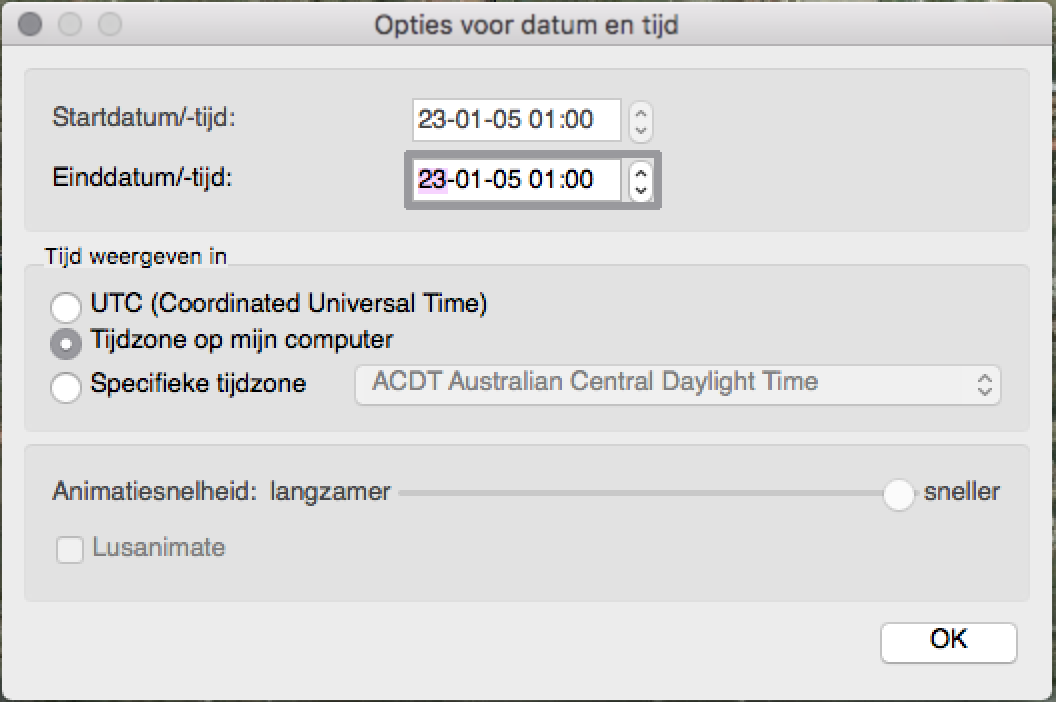 Opties voor datum en tijd
Startdatum/-tijd: 23-01-05 01:00
Einddatum/-tijd: 23-01-05 01:00
Tijd weergeven in
UTC (Coordinated Universal Time)
Tijdzone op mijn computer
Specifieke tijdzone ACDT Australian Central Daylight Time
Animatiesnelheid: langzamer sneller
Lusanimate
OK